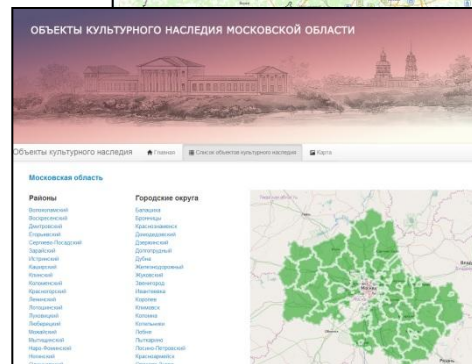 ОБЪЕКТЫ КУЛЬТУРНОГО НАСЛЕДИЯ МОСКОВСКОЙ ОБЛАСТИ
Объекты культурного наследия Главная Список объектов культурного наследия Карта
Московская область
Районы
Волоколамский
Воскресенский
Дмитровский
Егорьевский
Сергиево-Посадский
Зарайский
Истринский
Каширский
Клинский
Коломенский
Красногорский
Ленинский
Лотошинский
Луховицкий
Люберецкий
Можайский
Мытищинский
Наро-Фоминский
Ногинский
Городские округа
Балашиха
Бронницы
Краснознаменск
Домодедовский
Дзержинский
Долгопрудный
Дубна
Железнодорожный
Жуковский
Звенигород
Ивантеевка
Королев
Климовск
Коломна
Котельники
Лобня
Лыткарино
Лосино-Петровский
Красноармейск
Москва